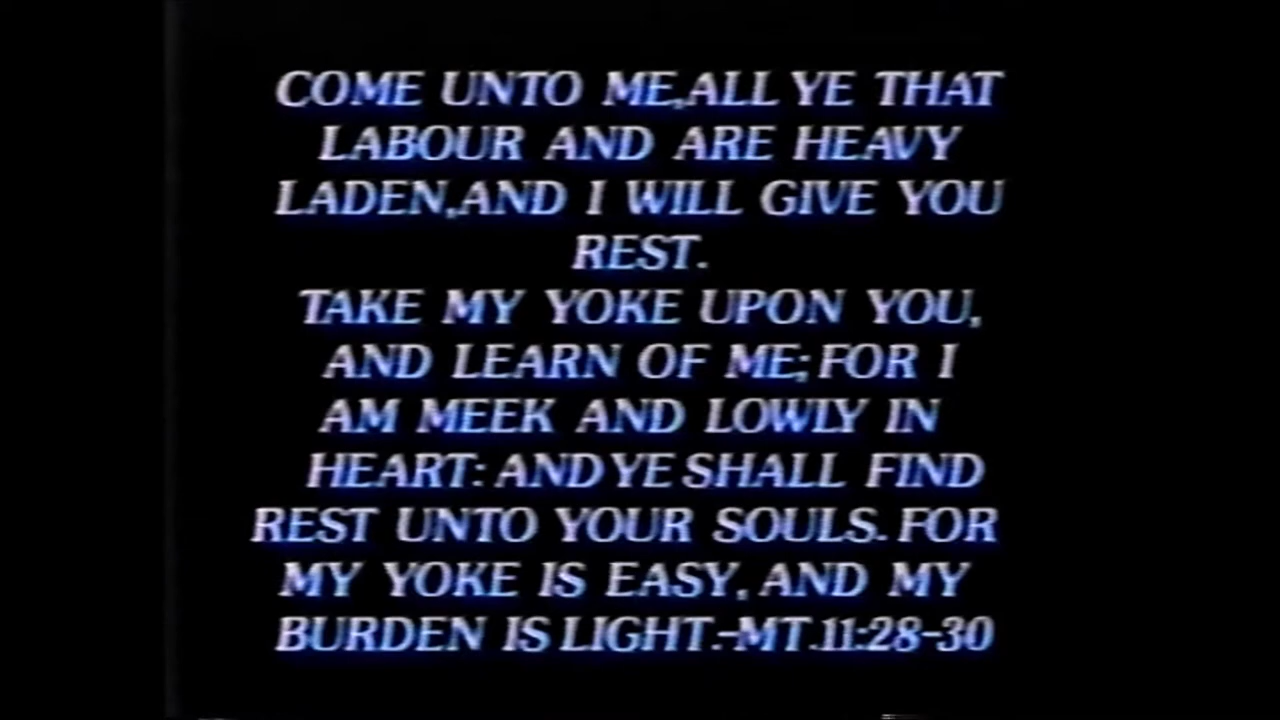 COME UNTO ME,ALL YE THAT
LABOUR AND ARE HEAVY
LADEN,AND I WILL GIVE YOU
REST.
TAKE MY YOKE UPON YOU,
AND LEARN OF ME; FOR I
AM MEEK AND LOWLY IN
HEART: AND YE SHALL FIND
REST UNTO YOUR SOULS. FOR
MY YOKE IS EASY, AND MY
BURDEN IS LIGHT.-MT.11:28-30